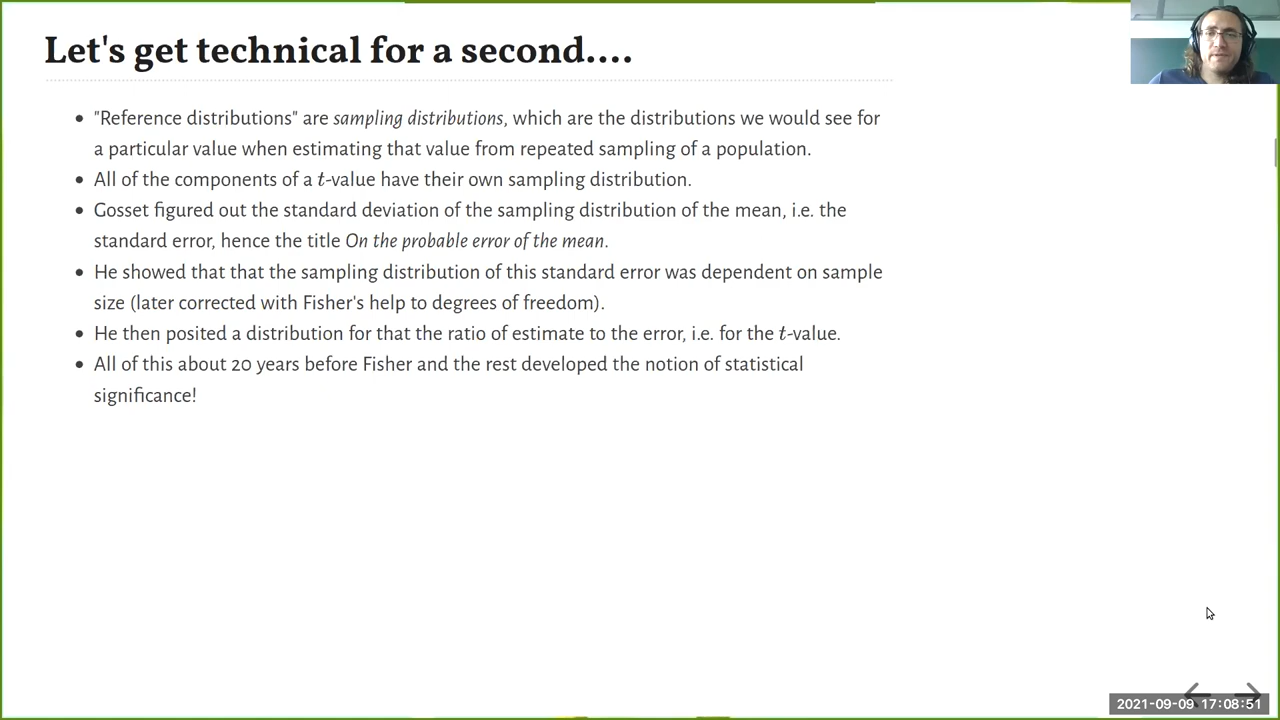 Let's get technical for a second....
• "Reference distributions" are sampling distributions, which are the distributions we would see for
a particular value when estimating that value from repeated sampling of a population.
• All of the components of a t-value have their own sampling distribution.
• Gosset figured out the standard deviation of the sampling distribution of the mean, i.e. the
standard error, hence the title On the probable error of the mean.
• He showed that that the sampling distribution of this standard error was dependent on sample
size (later corrected with Fisher's help to degrees of freedom).
• He then posited a distribution for that the ratio of estimate to the error, i.e. for the t-value.
• All of this about 20 years before Fisher and the rest developed the notion of statistical
significance!
2021-09-09 17:08:51